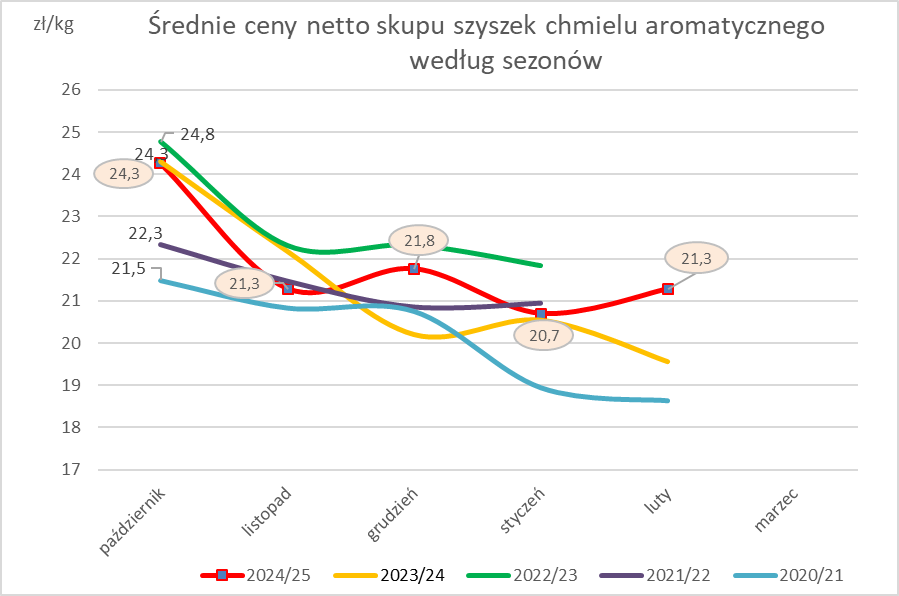 zł/kg
Średnie ceny netto skupu szyszek chmielu aromatycznego
według sezonów
26
25
24
23
22
21
20
19
18
17
24,8
24,3
24,3
22,3
21,5
21,3
21,8
20,7
21,3
październik
listopad
grudzień
styczeń
luty
marzec
2024/25
2023/24
2022/23
2021/22
2020/21